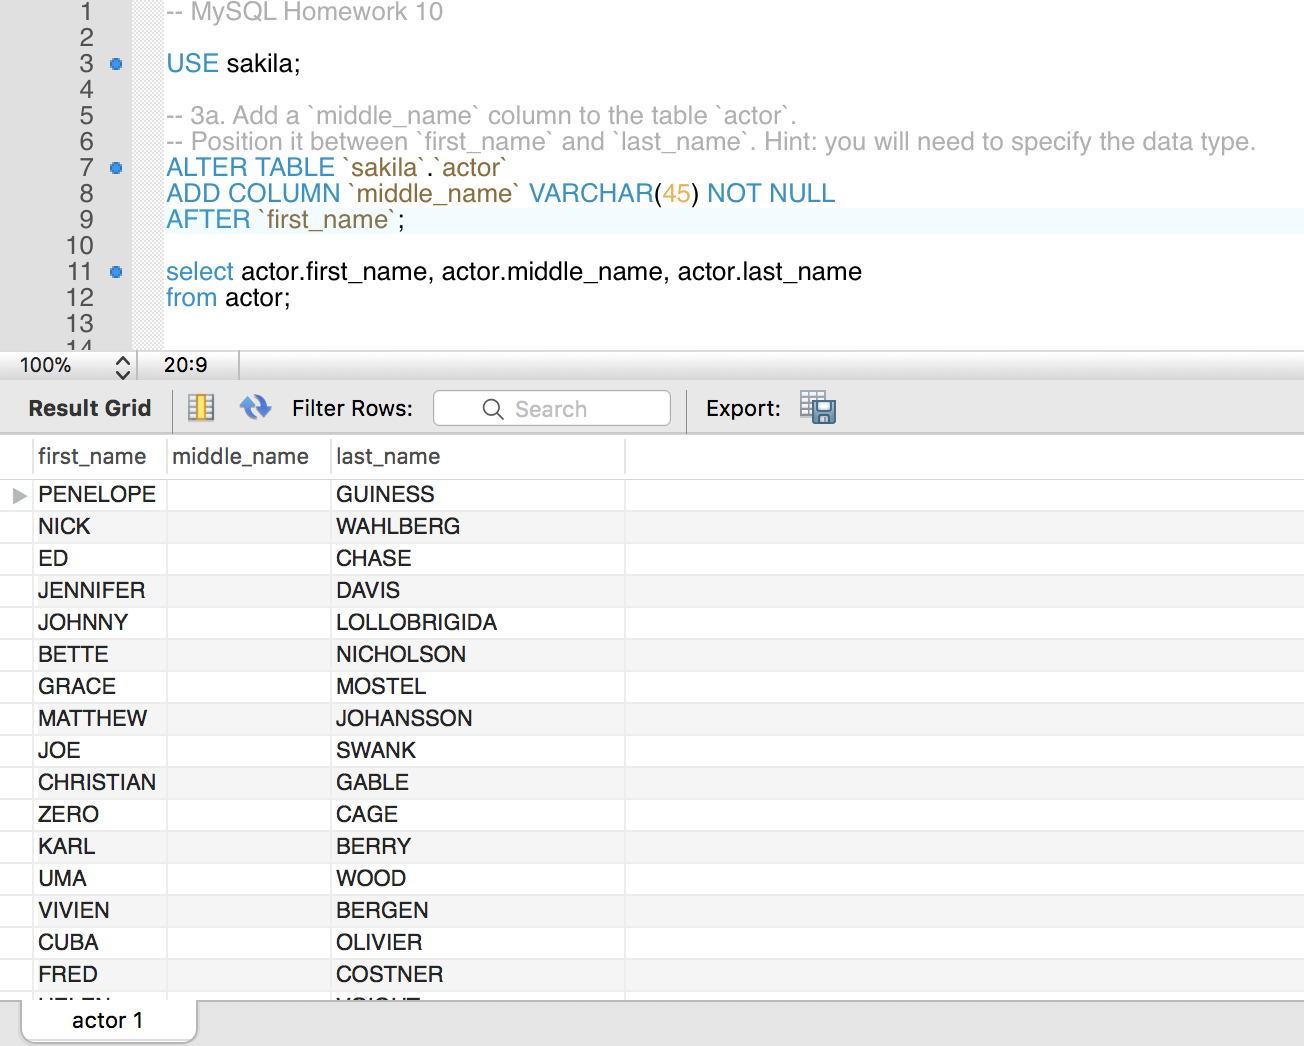 1 -- MySQL Homework 10
2
3 USE sakila;
4
5 -- 3a. Add a `middle_name` column to the table `actor`.
6 -- Position it between `first_name` and `last_name`. Hint: you will need to specify the data type.
7 ALTER TABLE `sakila`.`actor`
8 ADD COLUMN `middle_name` VARCHAR(45) NOT NULL
9 AFTER `first_name`;
10
11 select actor.first_name, actor.middle_name, actor.last_name
12 from actor;
13
14
100% 20:9
Result Grid Filter Rows: Search Export:
first_name middle_name last_name
PENELOPE GUINESS
NICK WAHLBERG
ED CHASE
JENNIFER DAVIS
JOHNNY LOLLOBRIGIDA
BETTE NICHOLSON
GRACE MOSTEL
MATTHEW JOHANSSON
JOE SWANK
CHRISTIAN GABLE
ZERO CAGE
KARL BERRY
UMA WOOD
VIVIEN BERGEN
CUBA OLIVIER
FRED COSTNER
actor 1